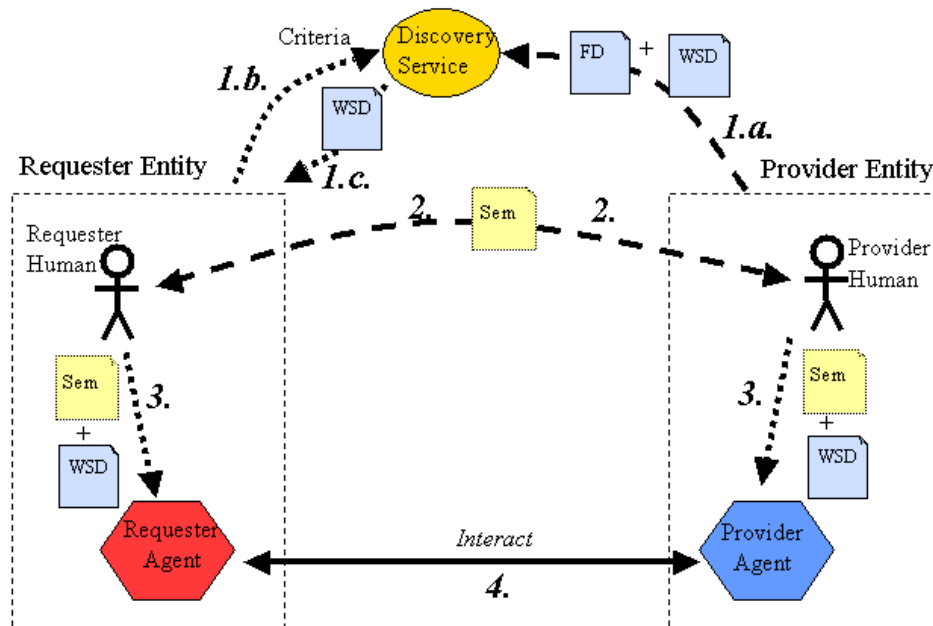 Criteria
Discovery
Service
FD
+
WSD
1.b.
WSD
1.a.
1.c.
Requester Entity
Provider Entity
2.
Sem
2.
Requester
Human
Provider
Human
Sem
3.
+
WSD
3.
Sem
+
WSD
Requester
Agent
Interact
4.
Provider
Agent